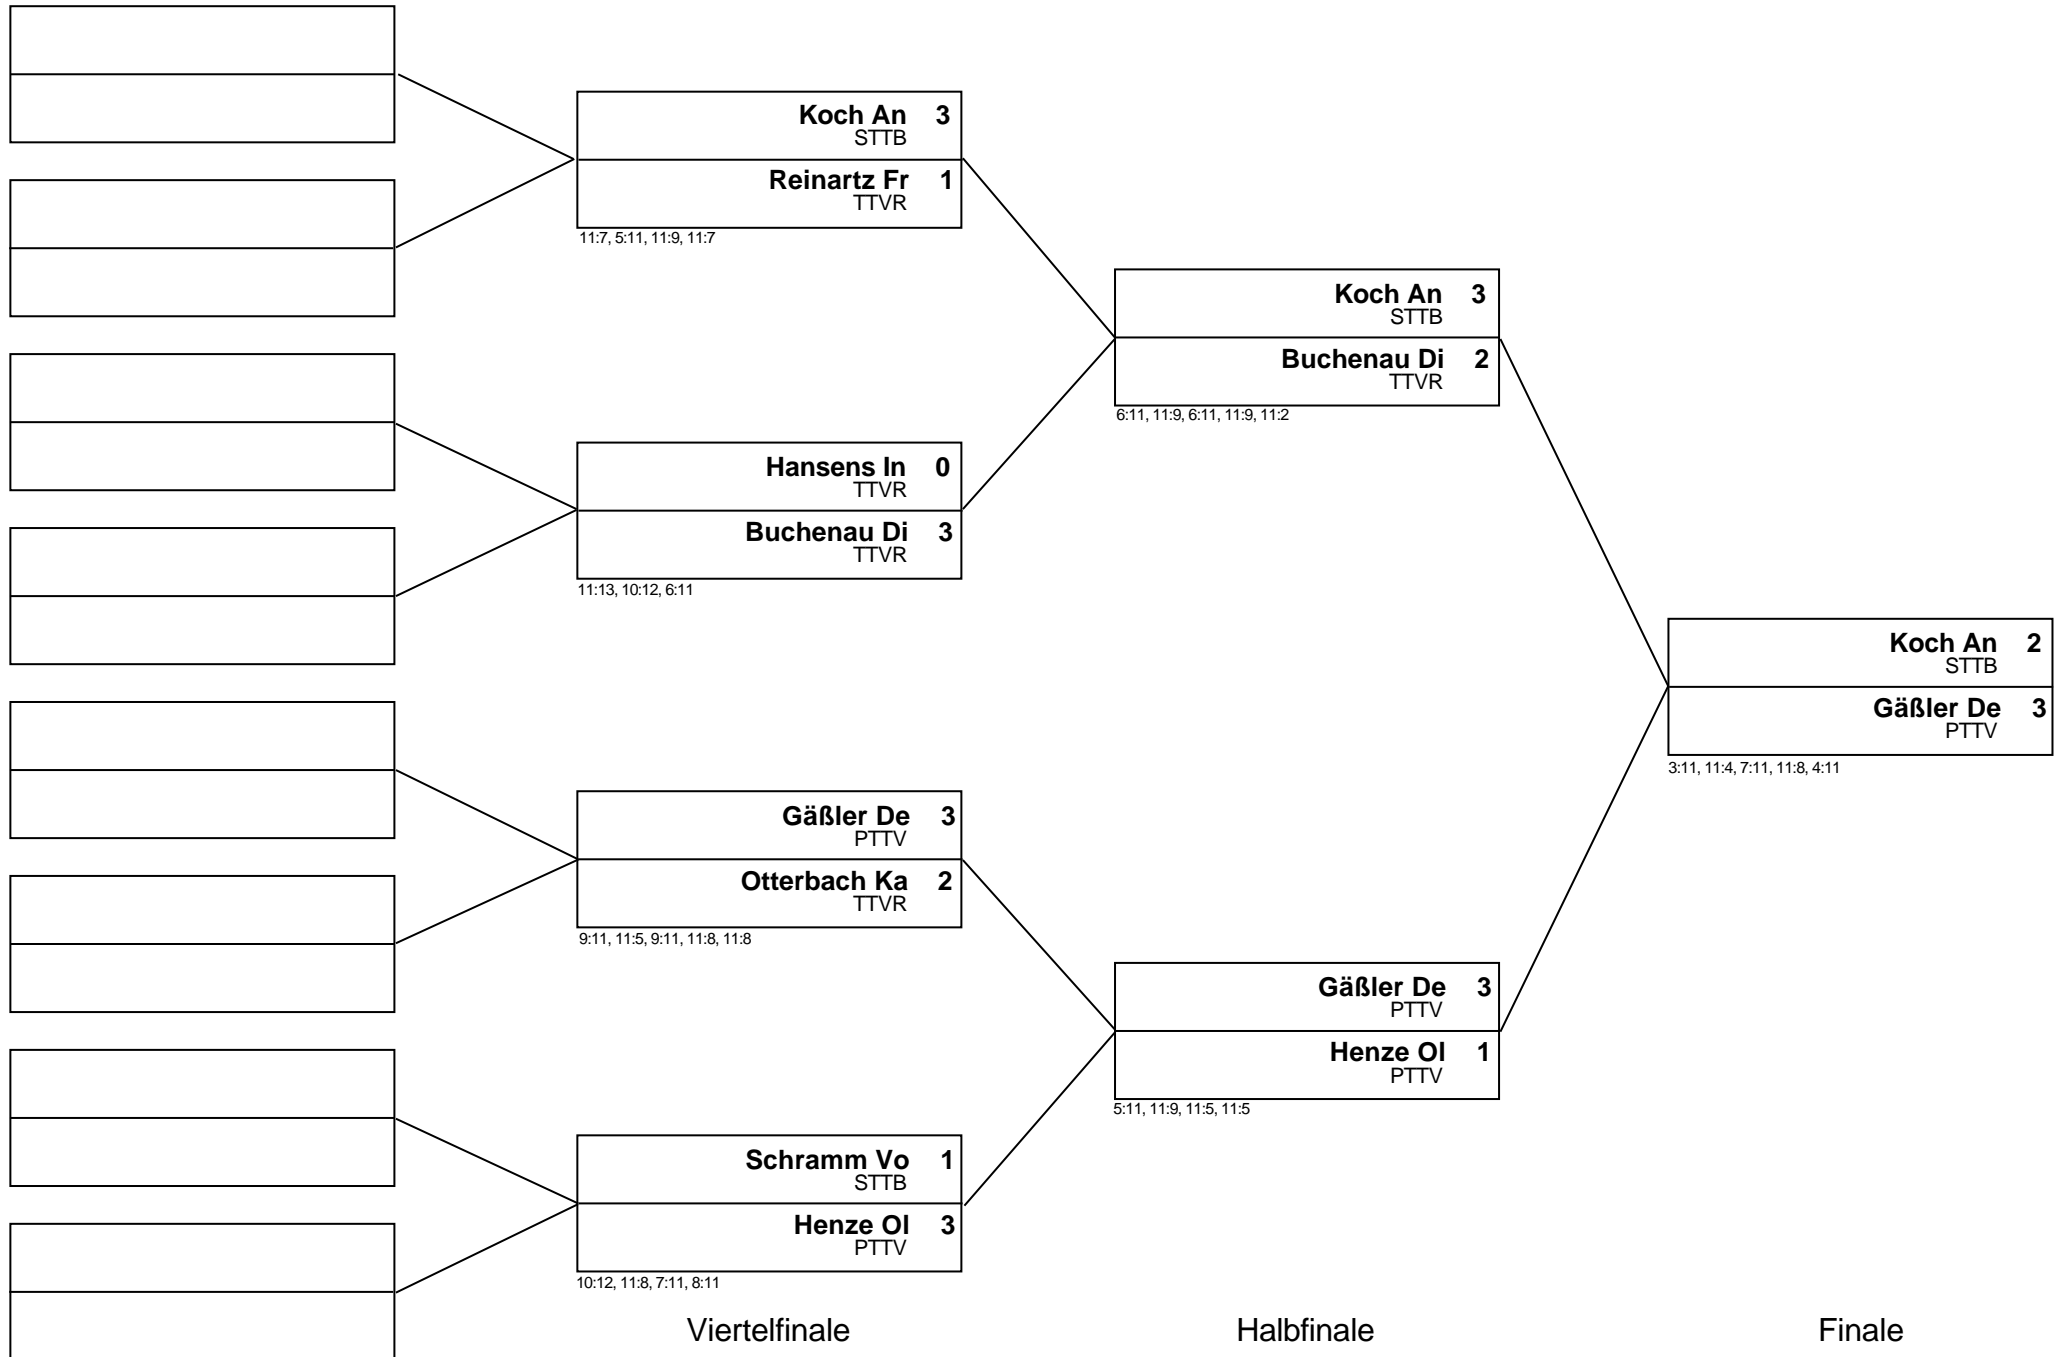 Koch An 3
STTB
Reinartz Fr 1
TTVR
11:7, 5:11, 11:9, 11:7
Hansens In 0
TTVR
Buchenau Di 3
TTVR
11:13, 10:12, 6:11
Gäßler De 3
PTTV
Otterbach Ka 2
TTVR
9:11, 11:5, 9:11, 11:8, 11:8
Schramm Vo 1
STTB
Henze Ol 3
PTTV
10:12, 11:8, 7:11, 8:11
Viertelfinale
Koch An 3
STTB
Buchenau Di 2
TTVR
6:11, 11:9, 6:11, 11:9, 11:2
Gäßler De 3
PTTV
Henze Ol 1
PTTV
5:11, 11:9, 11:5, 11:5
Halbfinale
Koch An 2
STTB
Gäßler De 3
PTTV
3:11, 11:4, 7:11, 11:8, 4:11
Finale